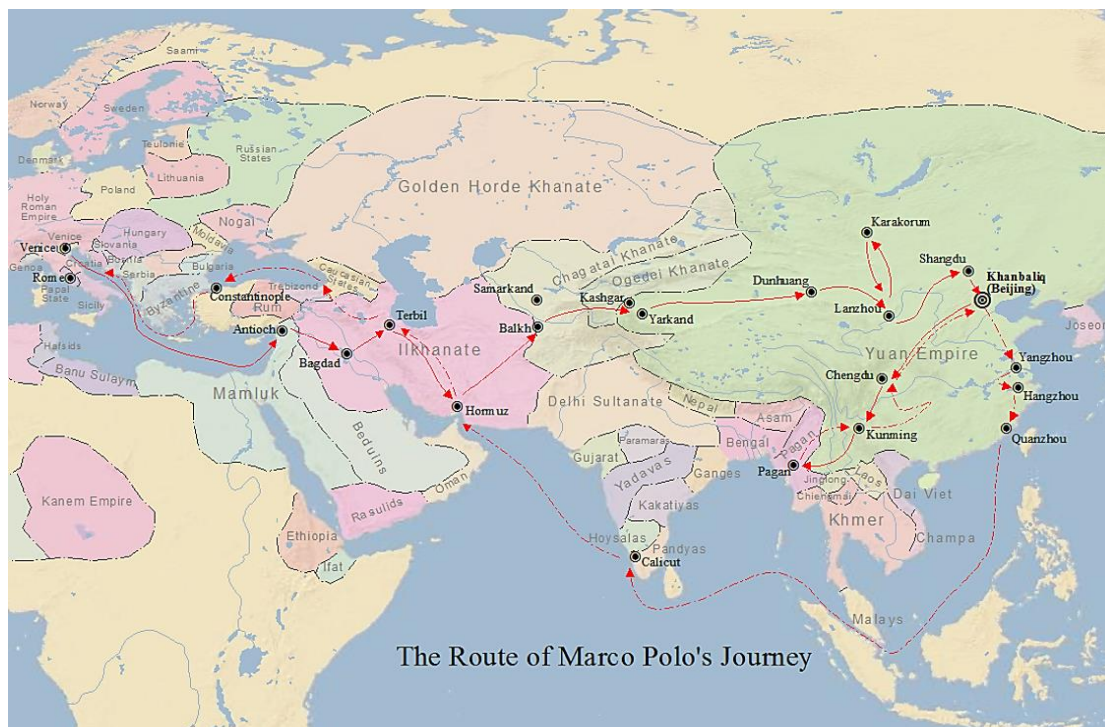 Saami
Norway
Sweden
Teulonie
Denmark
Russian
States
Lithuania
Poland
Holy
Roman
Empire
Golden Horde Khanate
Nogai
Hungary
Moldavia
Venice
Venice
Slovania
Croatia
Bosnia
Serbia
Bulgaria
Genoa
Rome
Papal
State
Sicily
Byzantine
Constantinople
Trebizond
Rum
Caucasian
States
Chagatai Khanate
Ogedei Khanate
Karakorum
Shangdu
Khanbaliq
(Beijing)
Dunhuang
Lanzhou
Samarkand
Kashgar
Yarkand
Balkh
Terbil
Antioch
Bagdad
Ilkhanate
Joseon
Yuan Empire
Yangzhou
Hangzhou
Chengdu
Kunming
Quanzhou
Hafsids
Banu Sulaym
Mamluk
Hormuz
Delhi Sultanate
Nepal
Asam
Bengal
Pagan
Pagan
Beduins
Oman
Rasulids
Gujarat
Paramaras
Yadavas
Ganges
Kakatiyas
Jinglong
Chiengmai
Laos
Dai Viet
Khmer
Champa
Kanem Empire
Ethiopia
Ifat
Hoysalas
Pandyas
Calicut
Malays
The Route of Marco Polo's Journey